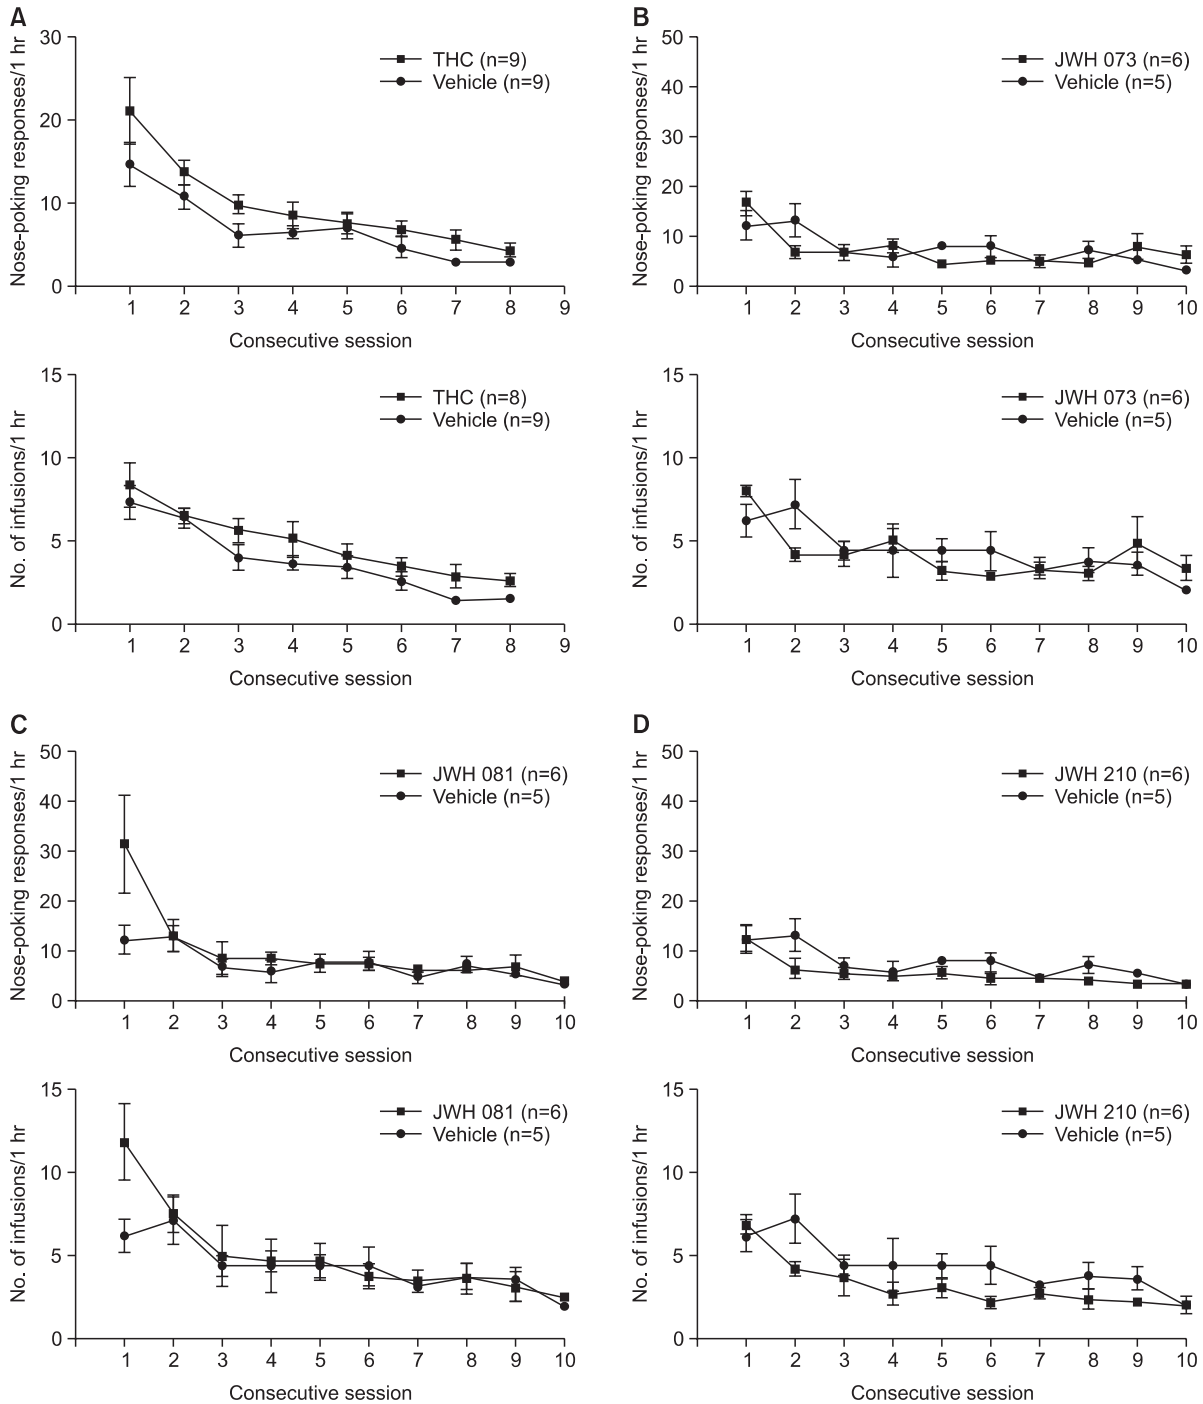 A
Nose-poking responses/1 hr
30
20
10
0
THC (n=9)
Vehicle (n=9)
1 2 3 4 5 6 7 8 9
Consecutive session
No. of infusions/1 hr
15
10
5
0
THC (n=8)
Vehicle (n=9)
1 2 3 4 5 6 7 8 9
Consecutive session
B
Nose-poking responses/1 hr
50
40
30
20
10
0
JWH 073 (n=6)
Vehicle (n=5)
1 2 3 4 5 6 7 8 9 10
Consecutive session
No. of infusions/1 hr
15
10
5
0
JWH 073 (n=6)
Vehicle (n=5)
1 2 3 4 5 6 7 8 9 10
Consecutive session
C
Nose-poking responses/1 hr
50
40
30
20
10
0
JWH 081 (n=6)
Vehicle (n=5)
1 2 3 4 5 6 7 8 9 10
Consecutive session
No. of infusions/1 hr
15
10
5
0
JWH 081 (n=6)
Vehicle (n=5)
1 2 3 4 5 6 7 8 9 10
Consecutive session
D
Nose-poking responses/1 hr
50
40
30
20
10
0
JWH 210 (n=6)
Vehicle (n=5)
1 2 3 4 5 6 7 8 9 10
Consecutive session
No. of infusions/1 hr
15
10
5
0
JWH 210 (n=6)
Vehicle (n=5)
1 2 3 4 5 6 7 8 9 10
Consecutive session